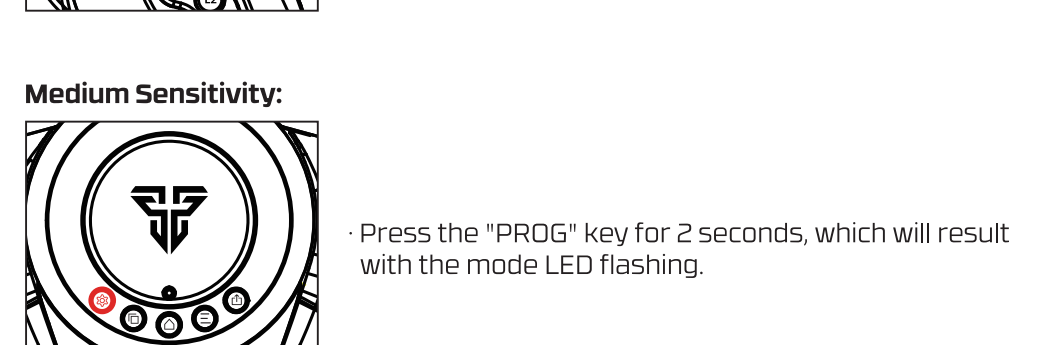 Medium Sensitivity:
· Press the "PROG" key for 2 seconds, which will result
with the mode LED flashing.